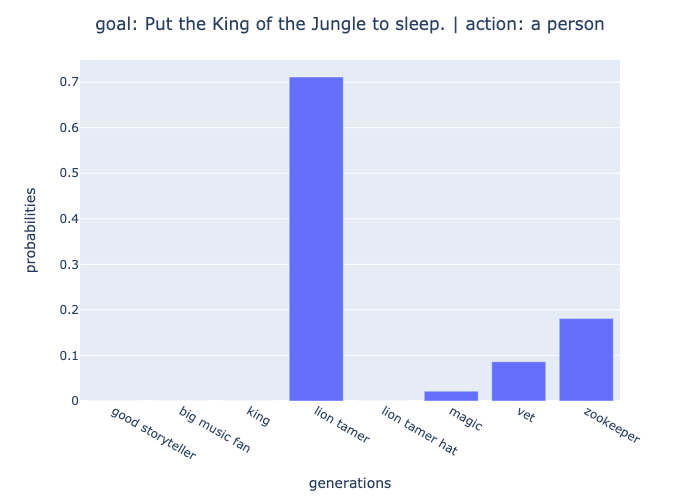 goal: Put the King of the Jungle to sleep. | action: a person
probabilities
0.7
0.6
0.5
0.4
0.3
0.2
0.1
0
good storyteller
big music fan
king
lion tamer
lion tamer hat
magic
vet
zookeeper
generations